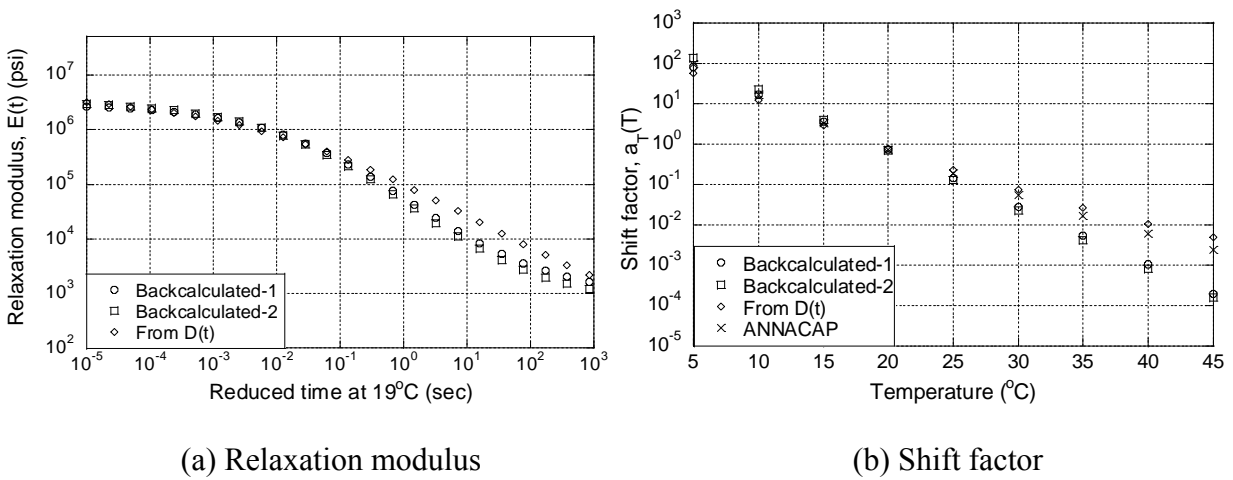 Relaxation modulus, E(t) (psi)
10^7
10^6
10^5
10^4
10^3
10^2
Backcalculated-1
Backcalculated-2
From D(t)
10^-5 10^-4 10^-3 10^-2 10^-1 10^0 10^1 10^2 10^3
Reduced time at 19°C (sec)
(a) Relaxation modulus
Shift factor, a_T(T)
10^3
10^2
10^1
10^0
10^-1
10^-2
10^-3
10^-4
10^-5
Backcalculated-1
Backcalculated-2
From D(t)
ANNACAP
5 10 15 20 25 30 35 40 45
Temperature (°C)
(b) Shift factor